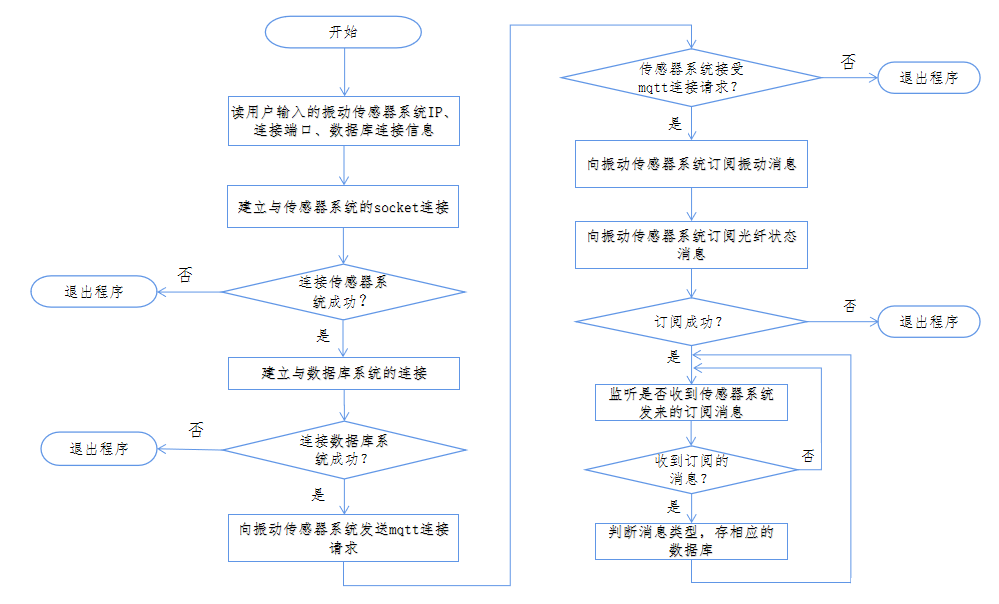 开始
读用户输入的振动传感器系统IP、
连接端口、数据库连接信息
建立与传感器系统的socket连接
连接传感器系
统成功？
否
退出程序
是
建立与数据库系统的连接
连接数据库系
统成功？
否
退出程序
是
向振动传感器系统发送mqtt连接
请求
传感器系统接受
mqtt连接请求？
否
退出程序
是
向振动传感器系统订阅振动消息
向振动传感器系统订阅光纤状态
消息
订阅成功？
否
退出程序
是
监听是否收到传感器系统
发来的订阅消息
收到订阅的
消息？
否
是
判断消息类型，存相应的
数据库